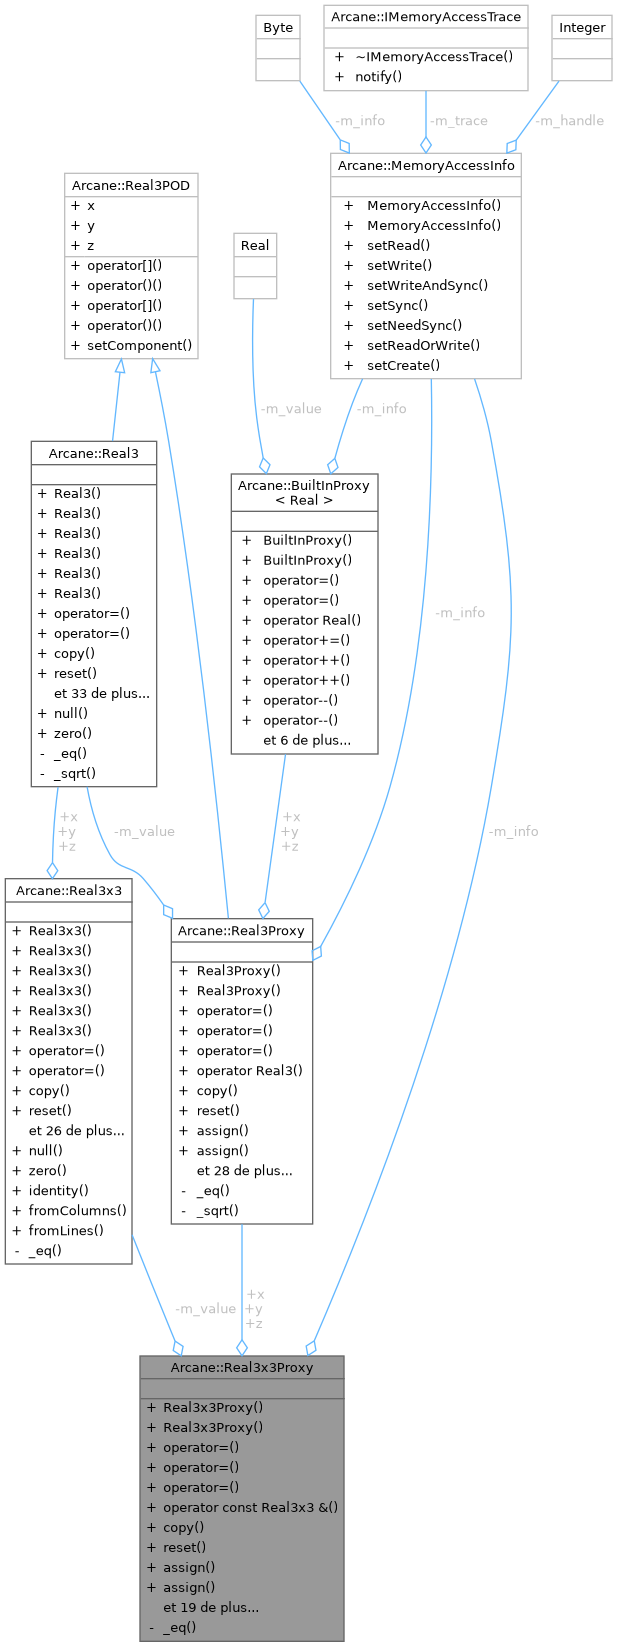 Byte
Arcane::IMemoryAccessTrace
+ ~IMemoryAccessTrace()
+ notify()
Integer
-m_info
-m_trace
-m_handle
Arcane::MemoryAccessInfo
+ MemoryAccessInfo()
+ MemoryAccessInfo()
+ setRead()
+ setWrite()
+ setWriteAndSync()
+ setSync()
+ setNeedSync()
+ setReadOrWrite()
+ setCreate()
Arcane::Real3POD
+ x
+ y
+ z
+ operator[]()
+ operator()()
+ operator[]()
+ operator()()
+ setComponent()
Real
-m_value
-m_info
Arcane::Real3
+ Real3()
+ Real3()
+ Real3()
+ Real3()
+ Real3()
+ Real3()
+ operator=()
+ operator=()
+ copy()
+ reset()
et 33 de plus...
+ null()
+ zero()
- _eq()
- _sqrt()
Arcane::BuiltInProxy
< Real >
+ BuiltInProxy()
+ BuiltInProxy()
+ operator=()
+ operator=()
+ operator Real()
+ operator+=()
+ operator++()
+ operator++()
+ operator--()
+ operator--()
et 6 de plus...
-m_info
+x
+y
+z
-m_value
+x
+y
+z
-m_info
Arcane::Real3x3
+ Real3x3()
+ Real3x3()
+ Real3x3()
+ Real3x3()
+ Real3x3()
+ Real3x3()
+ operator=()
+ operator=()
+ copy()
+ reset()
et 26 de plus...
+ null()
+ zero()
+ identity()
+ fromColumns()
+ fromLines()
- _eq()
Arcane::Real3Proxy
+ Real3Proxy()
+ Real3Proxy()
+ operator=()
+ operator=()
+ operator=()
+ operator Real3()
+ copy()
+ reset()
+ assign()
+ assign()
et 28 de plus...
- _eq()
- _sqrt()
-m_value
+x
+y
+z
Arcane::Real3x3Proxy
+ Real3x3Proxy()
+ Real3x3Proxy()
+ operator=()
+ operator=()
+ operator=()
+ operator const Real3x3 &()
+ copy()
+ reset()
+ assign()
+ assign()
et 19 de plus...
- _eq()